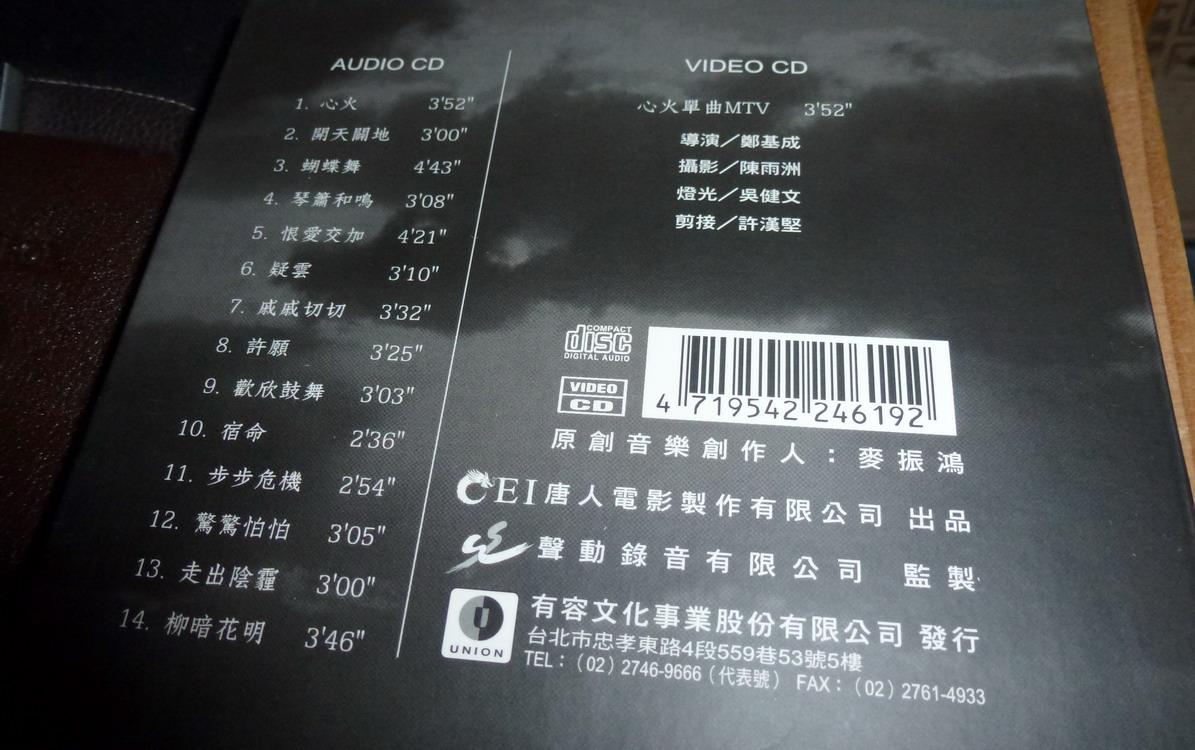 AUDIO CD
1. 心火 3'52"
2. 開天闢地 3'00"
3. 蝴蝶舞 4'43"
4. 琴簫和鳴 3'08"
5. 恨愛交加 4'21"
6. 疑雲 3'10"
7. 戚戚切切 3'32"
8. 許願 3'25"
9. 歡欣鼓舞 3'03"
10. 宿命 2'36"
11. 步步危機 2'54"
12. 驚驚怕怕 3'05"
13. 走出陰霾 3'00"
14. 柳暗花明 3'46"
VIDEO CD
心火單曲MTV 3'52"
導演／鄭基成
攝影／陳雨洲
燈光／吳健文
剪接／許漢堅
COMPACT
disc
DIGITAL AUDIO
VIDEO
CD
4 719542 246192
原創音樂創作人：麥振鴻
CEI唐人電影製作有限公司 出品
聲動錄音有限公司 監製
UNION
有容文化事業股份有限公司 發行
台北市忠孝東路4段559巷53號5樓
TEL：（02）2746-9666（代表號） FAX：（02）2761-4933